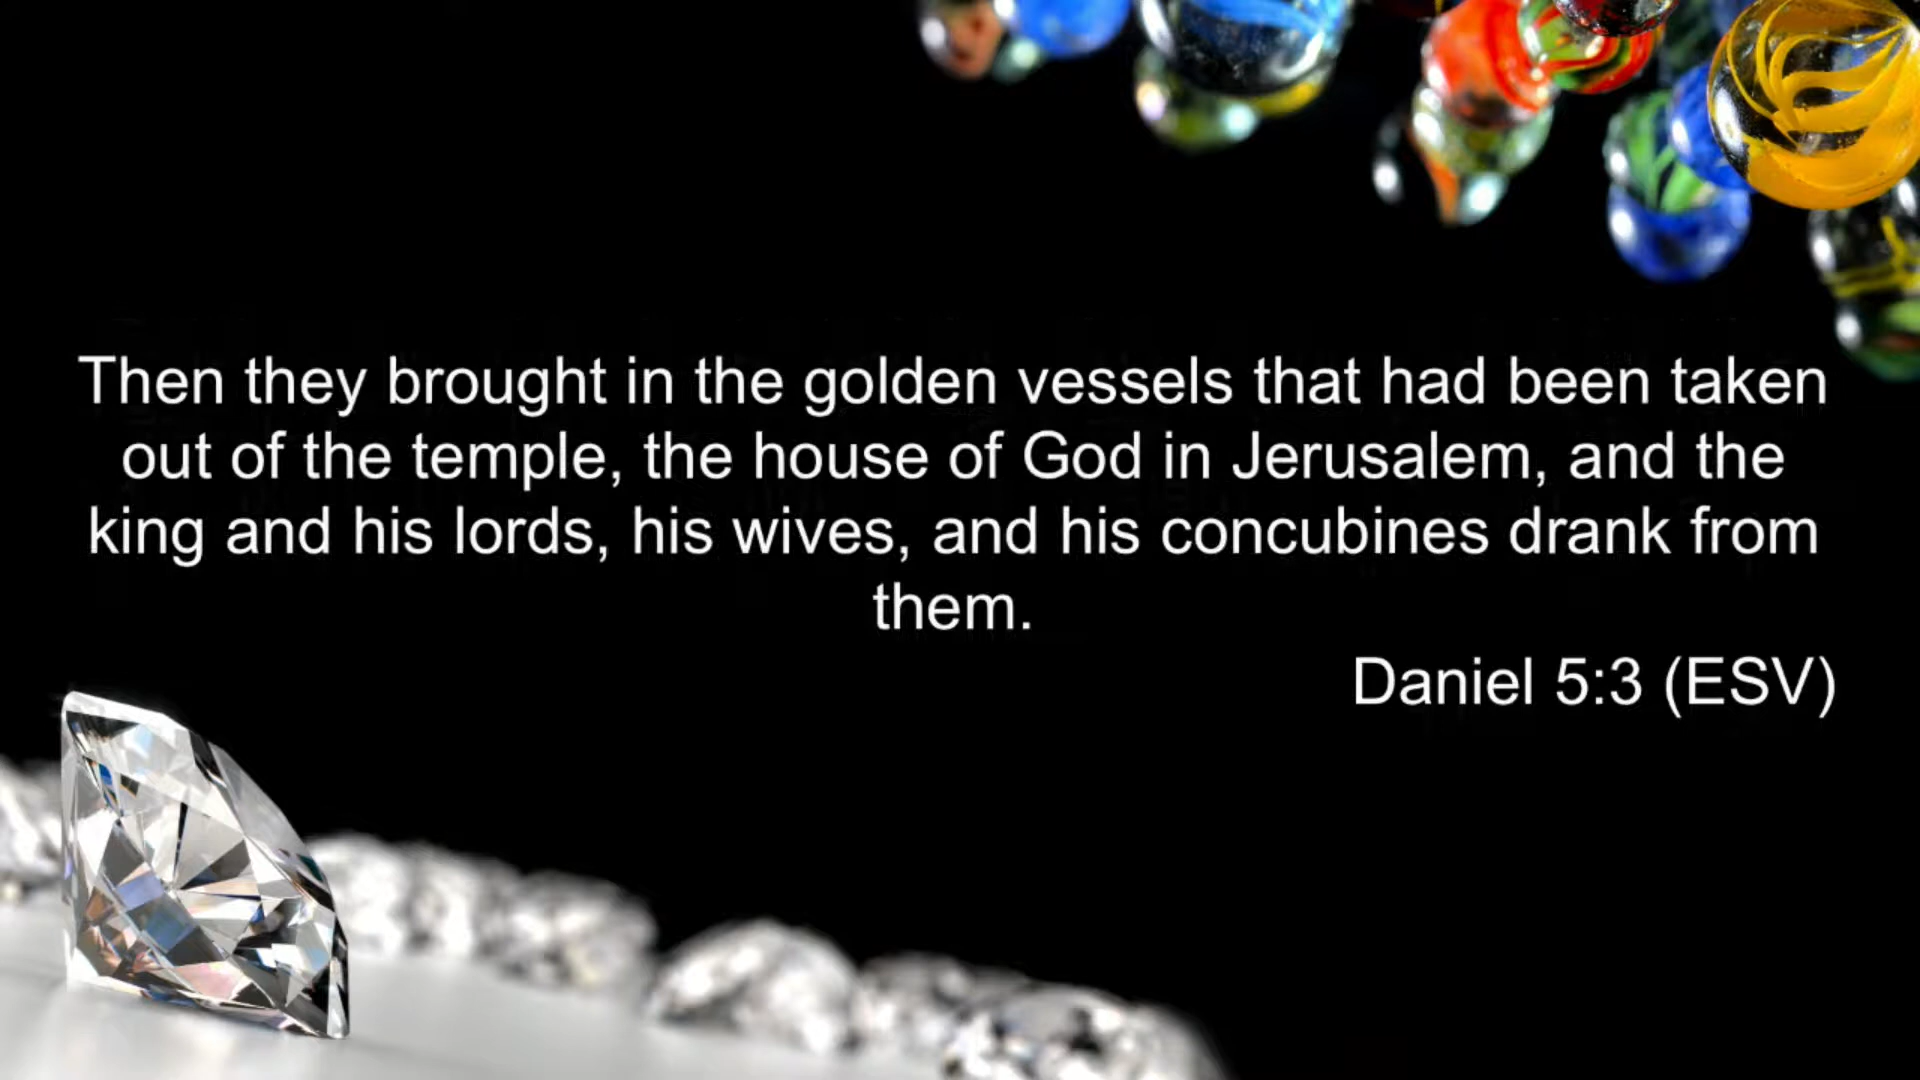 Then they brought in the golden vessels that had been taken
out of the temple, the house of God in Jerusalem, and the
king and his lords, his wives, and his concubines drank from
them.
Daniel 5:3 (ESV)